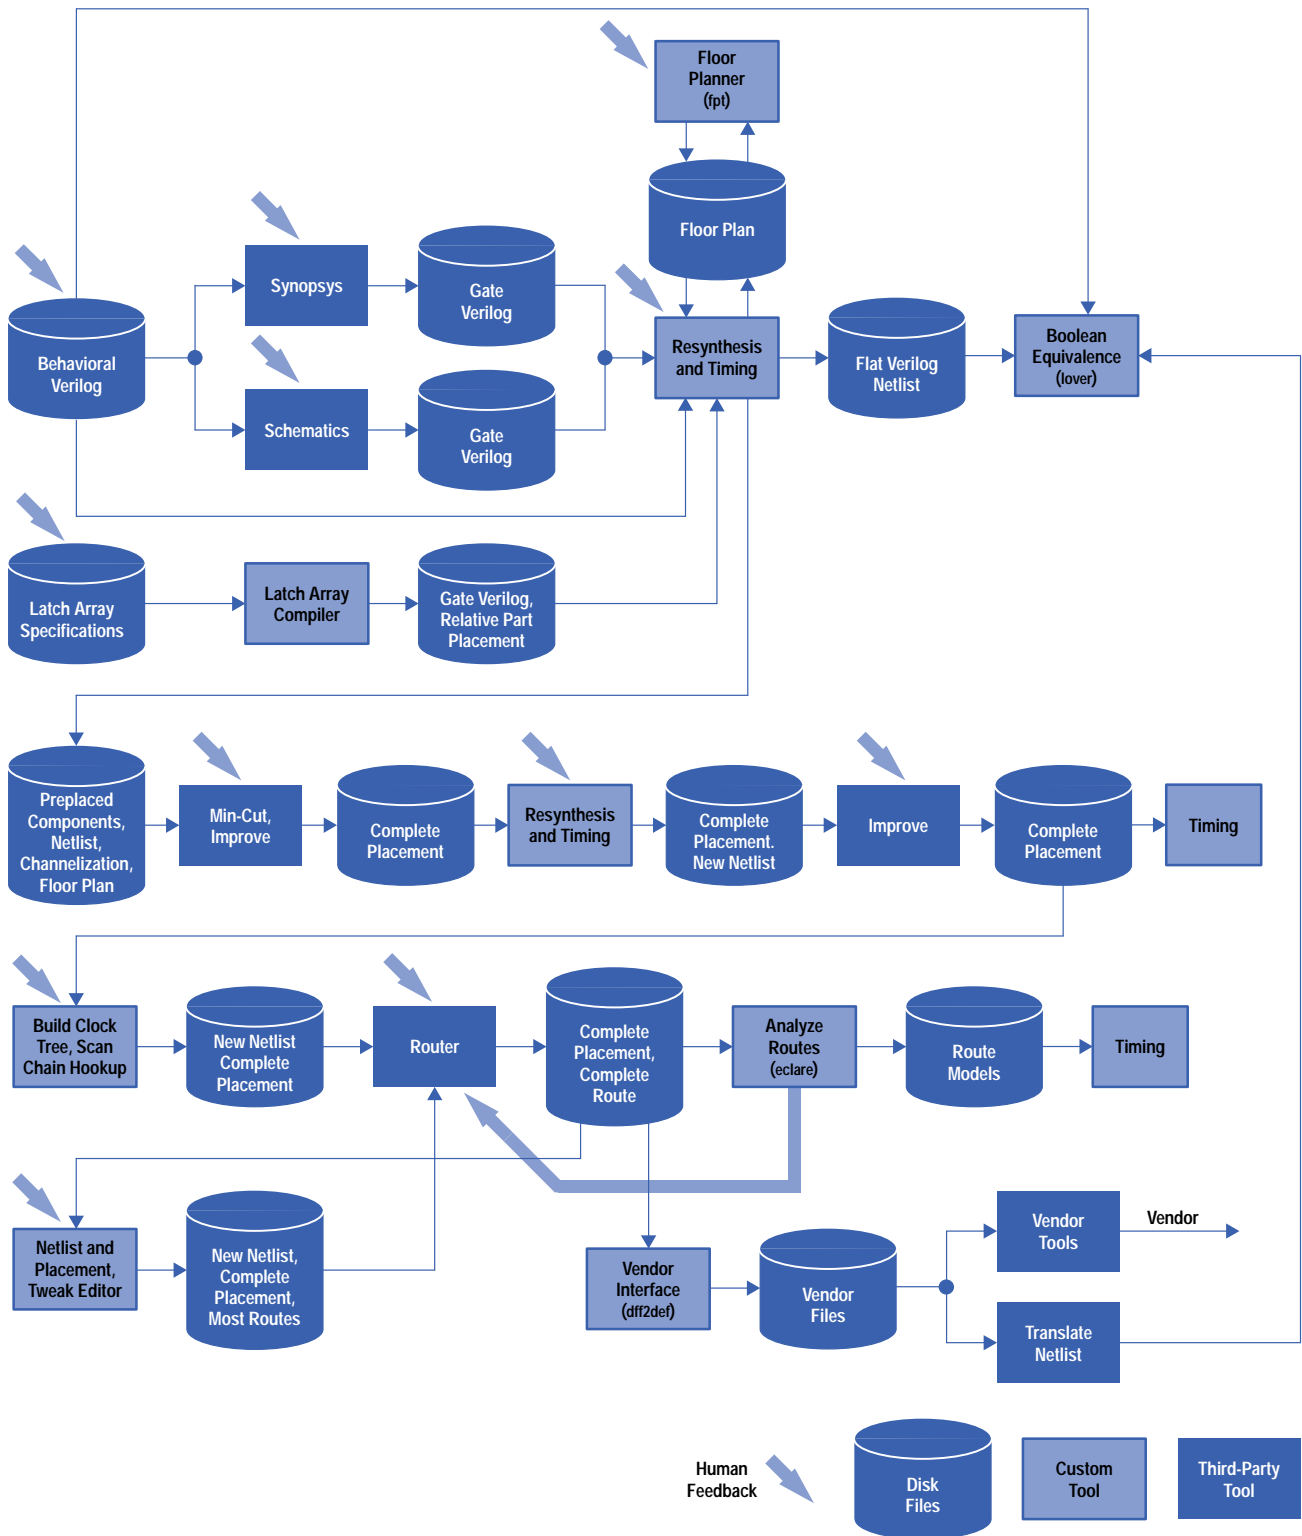 Floor
Planner
(fpt)
Floor Plan
Synopsys
Gate
Verilog
Behavioral
Verilog
Resynthesis
and Timing
Flat Verilog
Netlist
Boolean
Equivalence
(lover)
Schematics
Gate
Verilog
Latch Array
Specifications
Latch Array
Compiler
Gate Verilog,
Relative Part
Placement
Preplaced
Components,
Netlist,
Channelization,
Floor Plan
Min-Cut,
Improve
Complete
Placement
Resynthesis
and Timing
Complete
Placement.
New Netlist
Improve
Complete
Placement
Timing
Build Clock
Tree, Scan
Chain Hookup
New Netlist
Complete
Placement
Router
Complete
Placement,
Complete
Route
Analyze
Routes
(eclare)
Route
Models
Timing
Netlist and
Placement,
Tweak Editor
New Netlist,
Complete
Placement,
Most Routes
Vendor
Interface
(dff2def)
Vendor
Files
Vendor
Tools
Vendor
Translate
Netlist
Human
Feedback
Disk
Files
Custom
Tool
Third-Party
Tool